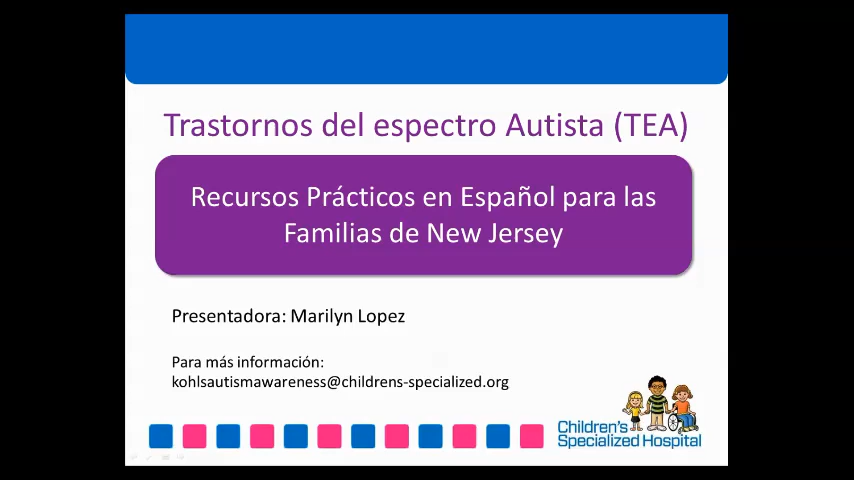 Trastornos del espectro Autista (TEA)
Recursos Prácticos en Español para las
Familias de New Jersey
Presentadora: Marilyn Lopez
Para más información:
kohlsautismawareness@childrens-specialized.org
Children's
Specialized Hospital